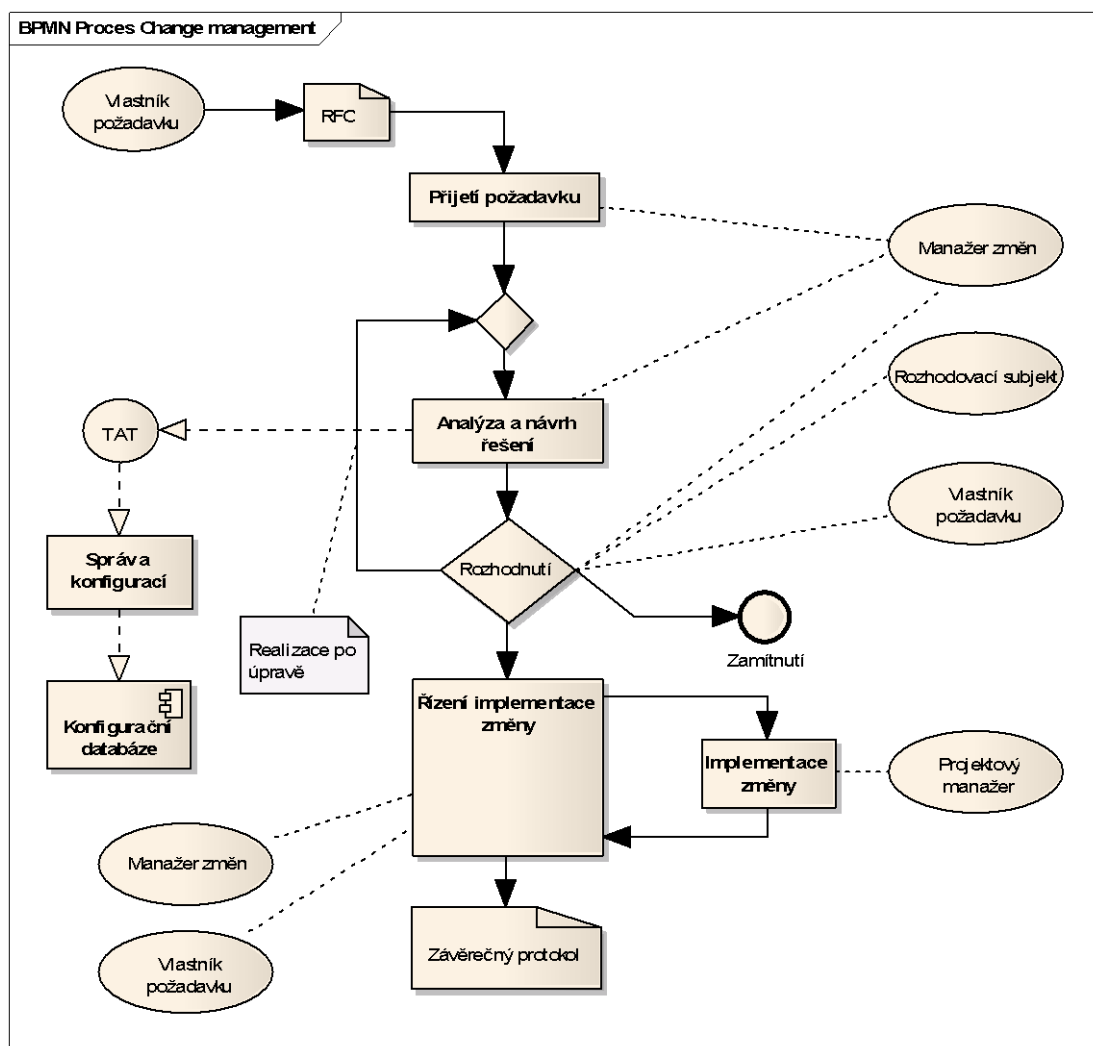 BPMN Proces Change management
Vlastník
požadavku
RFC
Přijetí požadavku
Manažer změn
Rozhodovací subjekt
TAT
Analýza a návrh
řešení
Vlastník
požadavku
Správa
konfigurací
Rozhodnutí
Realizace po
úpravě
Zamítnutí
Konfigurační
databáze
Řízení implementace
změny
Implementace
změny
Projektový
manažer
Manažer změn
Vlastník
požadavku
Závěrečný protokol